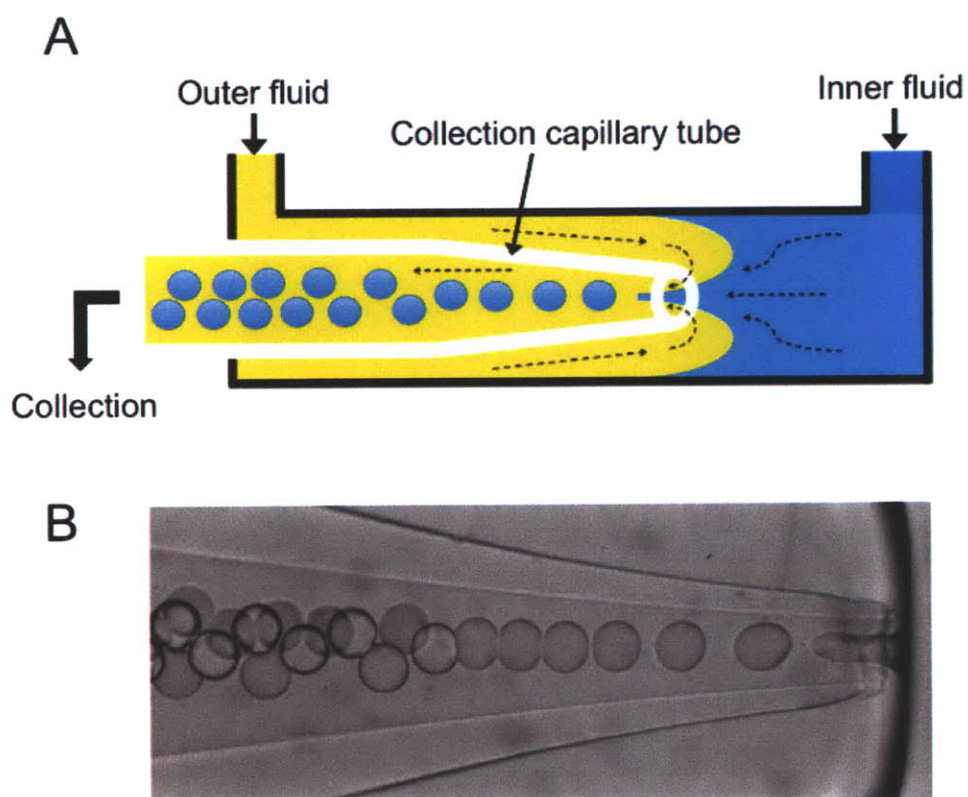 A
Outer fluid
Inner fluid
Collection capillary tube
Collection
B